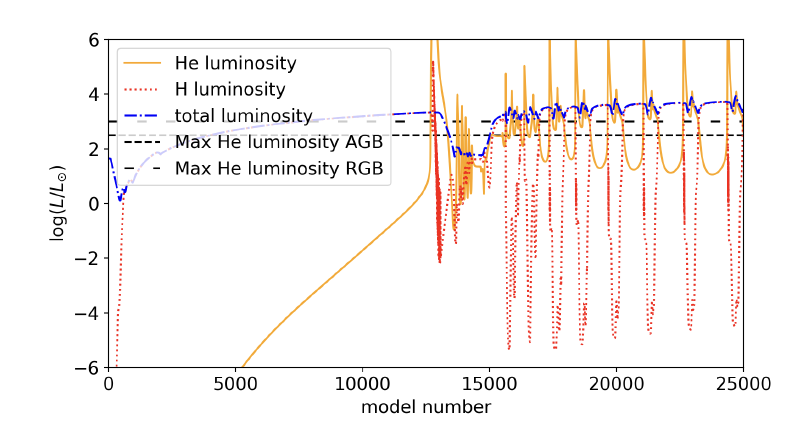 6
4
2
0
−2
−4
−6
log(L/L⊙)
He luminosity
H luminosity
total luminosity
Max He luminosity AGB
Max He luminosity RGB
0
5000
10000
15000
20000
25000
model number